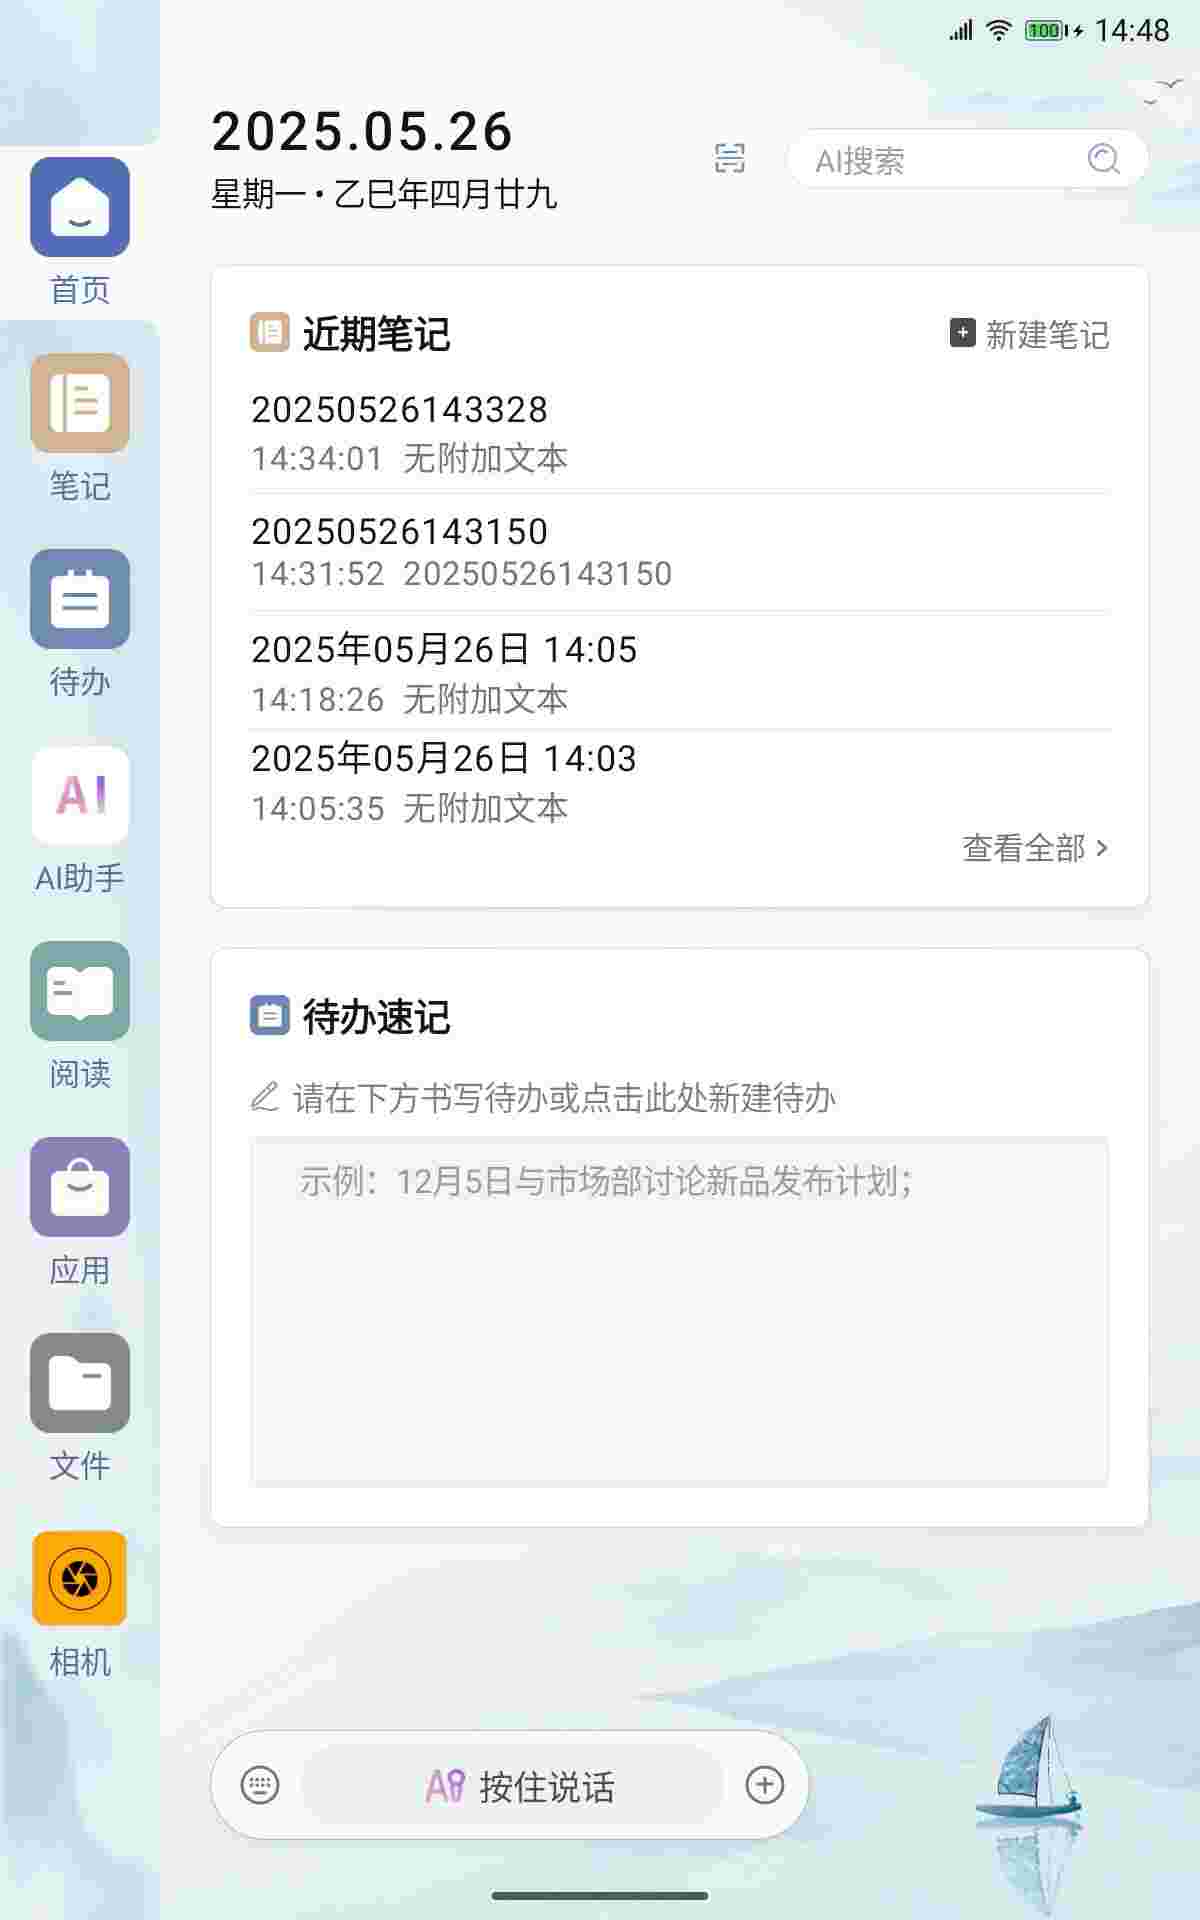 100 14:48
2025.05.26
星期一 · 乙巳年四月廿九
AI搜索
首页
笔记
待办
AI
AI助手
阅读
应用
文件
相机
近期笔记
新建笔记
20250526143328
14:34:01 无附加文本
20250526143150
14:31:52 20250526143150
2025年05月26日 14:05
14:18:26 无附加文本
2025年05月26日 14:03
14:05:35 无附加文本
查看全部 >
待办速记
请在下方书写待办或点击此处新建待办
示例：12月5日与市场部讨论新品发布计划；
AI 按住说话